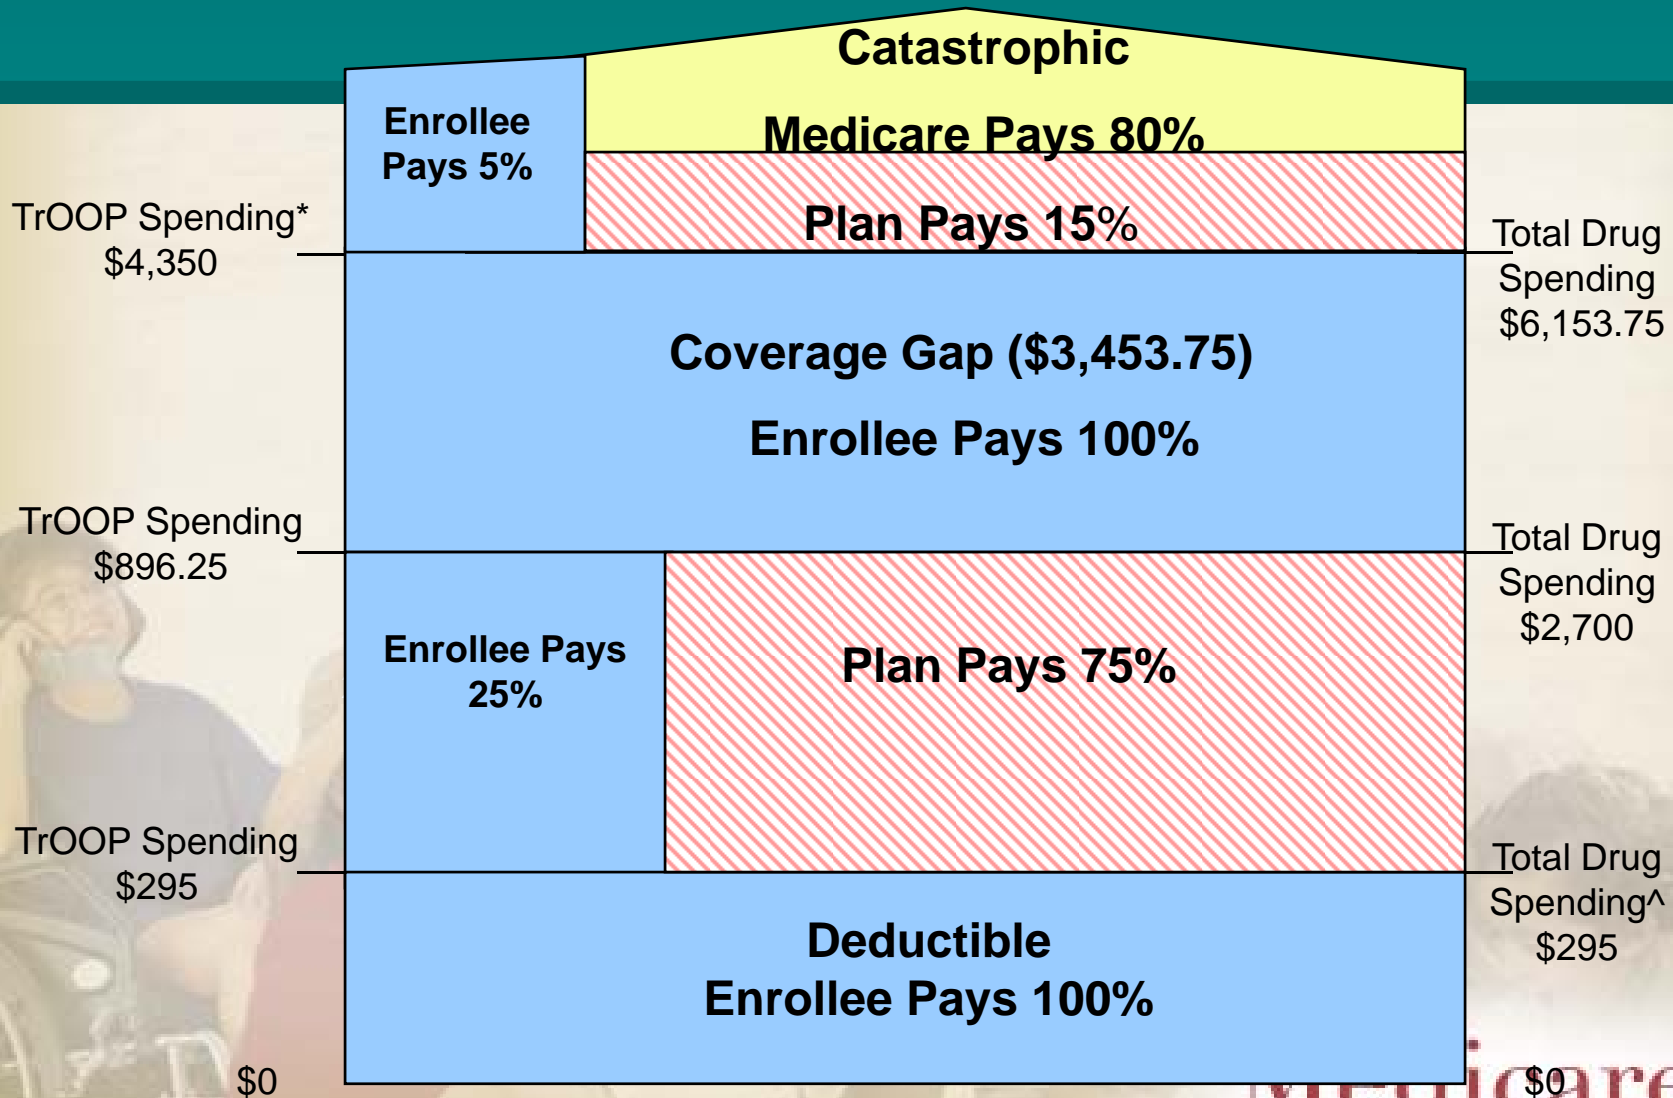 Catastrophic
Medicare Pays 80%
Enrollee
Pays 5%
Plan Pays 15%
TrOOP Spending*
$4,350
Total Drug
Spending
$6,153.75
Coverage Gap ($3,453.75)
Enrollee Pays 100%
TrOOP Spending
$896.25
Total Drug
Spending
$2,700
Enrollee Pays
25%
Plan Pays 75%
TrOOP Spending
$295
Total Drug
Spending^
$295
Deductible
Enrollee Pays 100%
$0
$0
Medicare